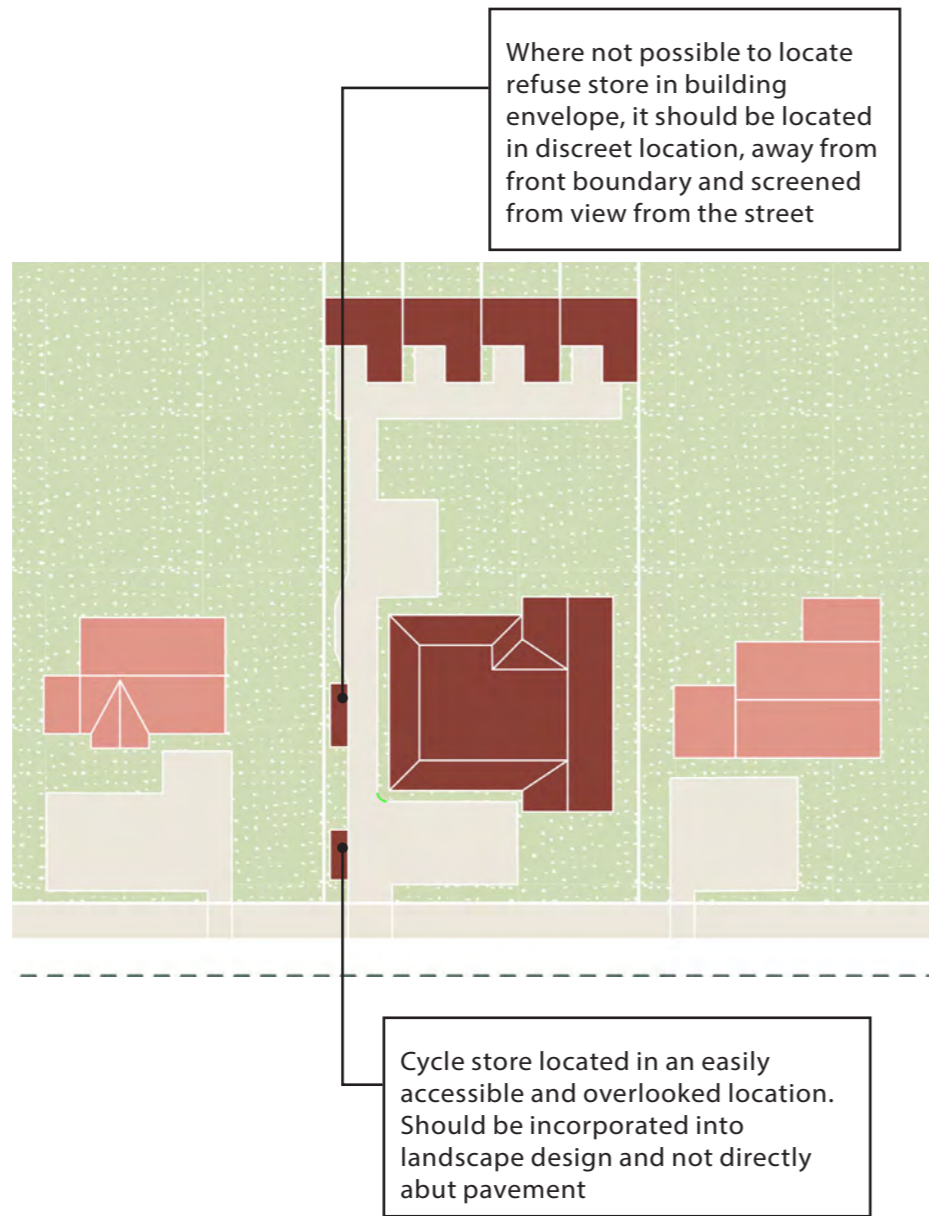 Where not possible to locate
refuse store in building
envelope, it should be located
in discreet location, away from
front boundary and screened
from view from the street
Cycle store located in an easily
accessible and overlooked location.
Should be incorporated into
landscape design and not directly
abut pavement